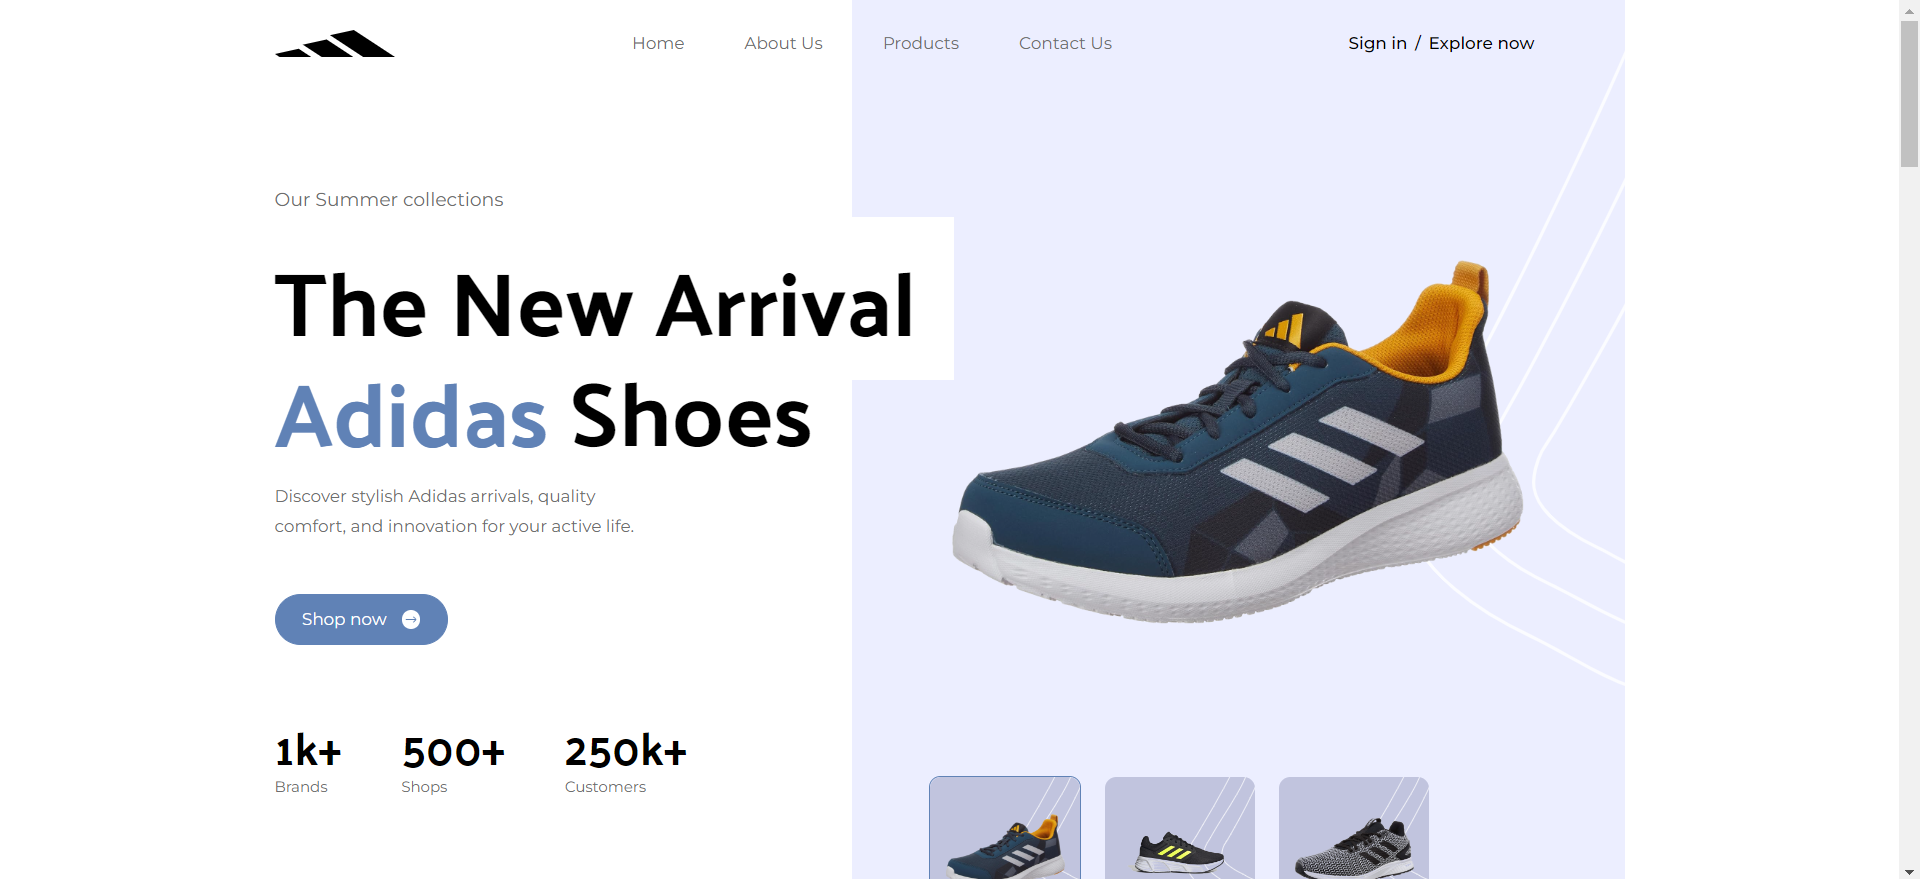 Home About Us Products Contact Us Sign in / Explore now
Our Summer collections
The New Arrival
Adidas Shoes
Discover stylish Adidas arrivals, quality
comfort, and innovation for your active life.
Shop now
1k+ 500+ 250k+
Brands Shops Customers